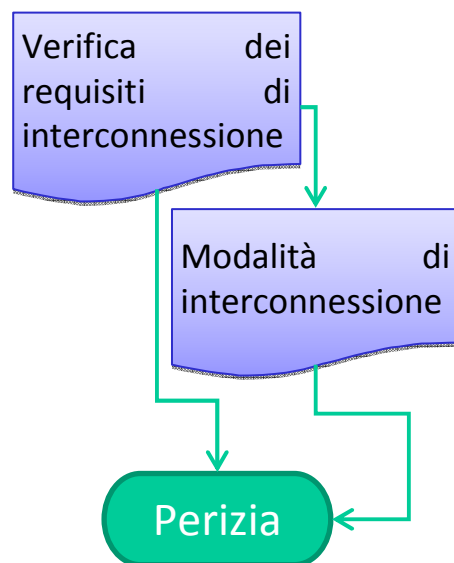 Verifica dei
requisiti di
interconnessione
Modalità di
interconnessione
Perizia